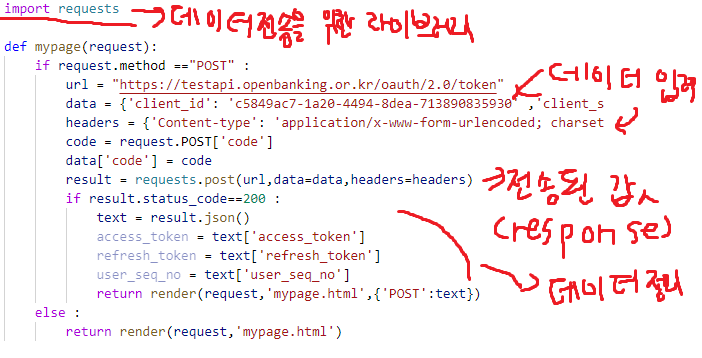 import requests → 데이터 전송을 위한 라이브러리
def mypage(request):
if request.method =="POST" :
url = "https://testapi.openbanking.or.kr/oauth/2.0/token"
data = {'client_id': 'c5849ac7-1a20-4494-8dea-713890835930' ,'client_s
데이터 입력
headers = {'Content-type': 'application/x-www-form-urlencoded; charset
code = request.POST['code']
data['code'] = code
result = requests.post(url,data=data,headers=headers) → 전송된 값
(response)
if result.status_code==200 :
text = result.json()
access_token = text['access_token']
refresh_token = text['refresh_token']
user_seq_no = text['user_seq_no']
return render(request,'mypage.html',{'POST':text})
→ 데이터 정리
else :
return render(request,'mypage.html')